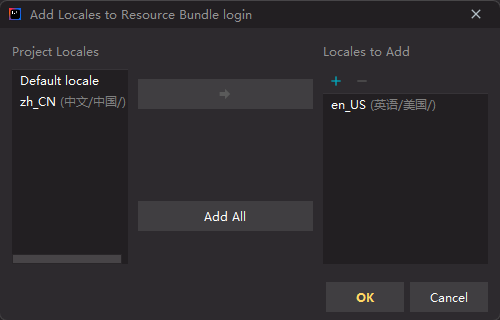 Add Locales to Resource Bundle login
Project Locales
Locales to Add
Default locale
zh_CN (中文/中国/)
en_US (英语/美国/)
Add All
OK
Cancel